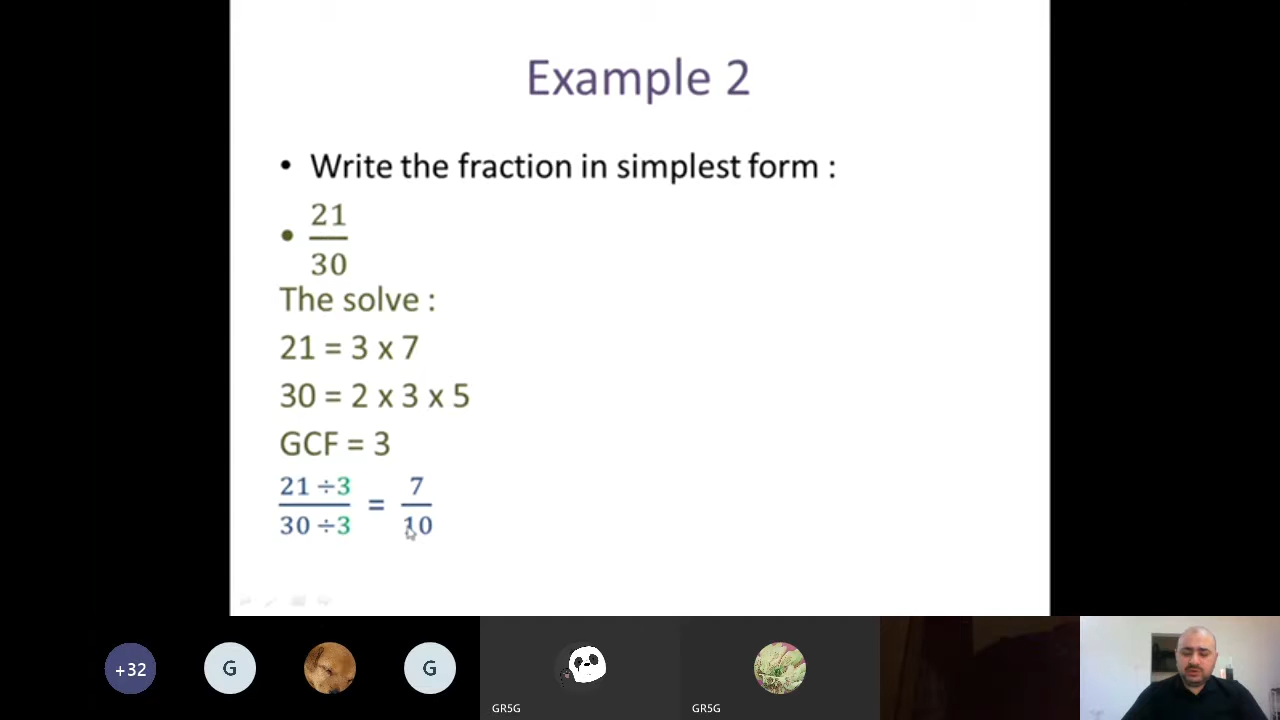 Example 2
• Write the fraction in simplest form :
• 21
30
The solve :
21 = 3 x 7
30 = 2 x 3 x 5
GCF = 3
21 ÷3 = 7
30 ÷3 10
+32
G
G
GR5G
GR5G